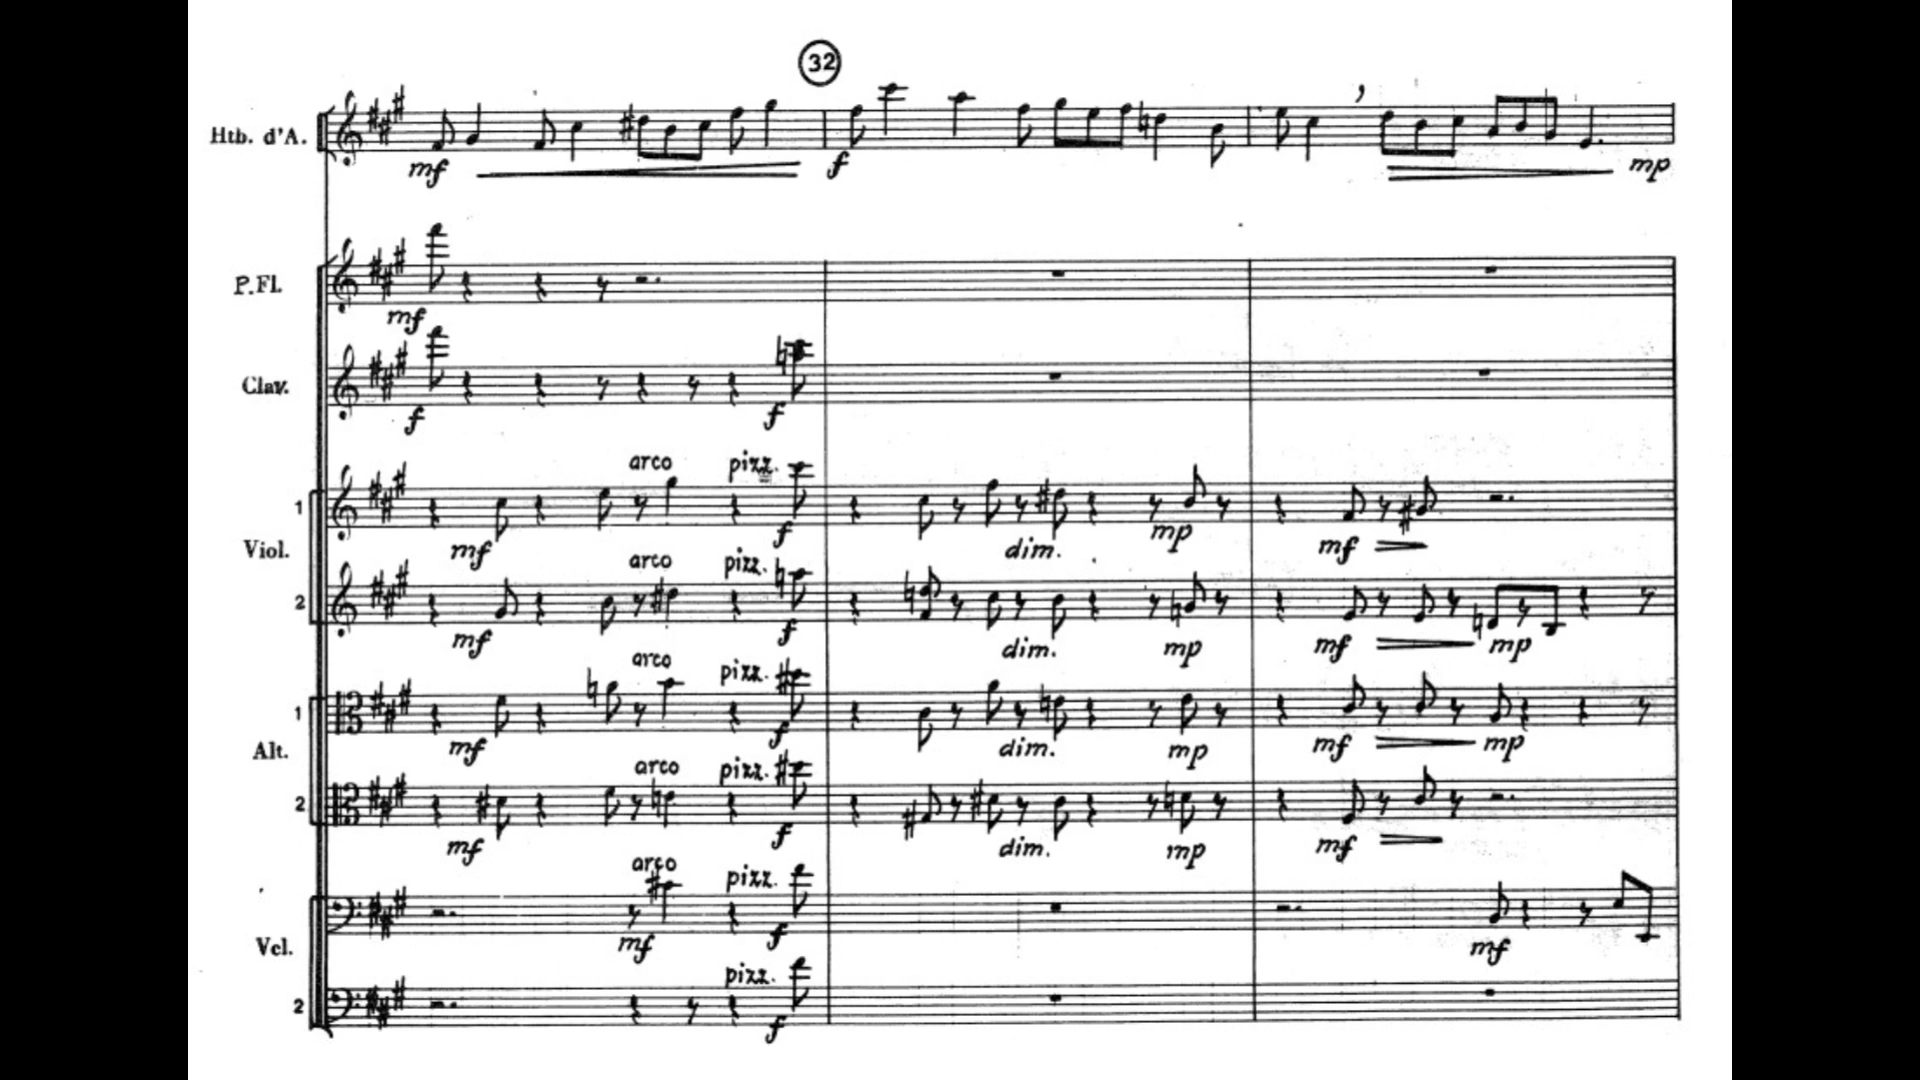 32
Htb. d'A.
mf f mp
P.Fl.
mf
Clav.
f f
arco pizz.
1
f mp
Viol.
mf dim. mf
arco pizz.
2
mf f dim. mp mf mp
arco pizz.
1
Alt.
mf f dim. mp mf mp
arco pizz.
2
mf f dim. mp mf
arco pizz.
Vcl.
mf f mf
pizz.
2
f